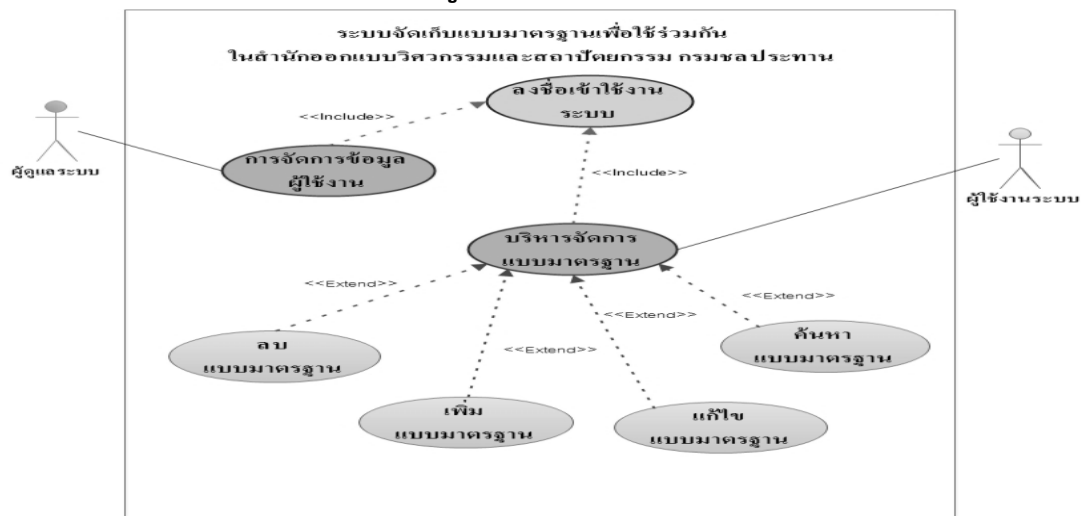 ระบบจัดเก็บแบบมาตรฐานเพื่อใช้ร่วมกัน
ในสำนักออกแบบวิศวกรรมและสถาปัตยกรรม กรมชลประทาน
ลงชื่อเข้าใช้งาน
ระบบ
<<Include>>
การจัดการข้อมูล
ผู้ใช้งาน
ผู้ดูแลระบบ
<<Include>>
ผู้ใช้งานระบบ
บริหารจัดการ
แบบมาตรฐาน
<<Extend>>
<<Extend>>
<<Extend>>
<<Extend>>
ลบ
แบบมาตรฐาน
ค้นหา
แบบมาตรฐาน
เพิ่ม
แบบมาตรฐาน
แก้ไข
แบบมาตรฐาน